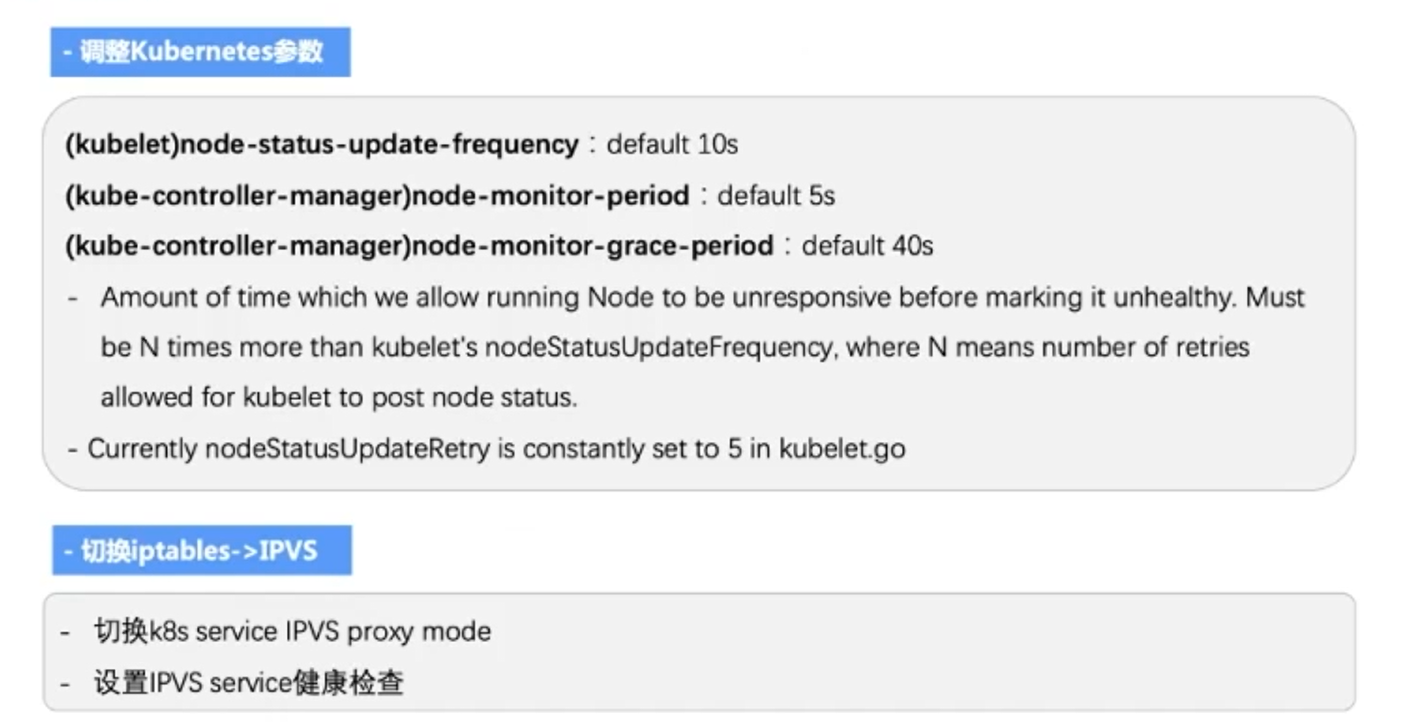 - 调整Kubernetes参数
(kubelet)node-status-update-frequency：default 10s
(kube-controller-manager)node-monitor-period：default 5s
(kube-controller-manager)node-monitor-grace-period：default 40s
- Amount of time which we allow running Node to be unresponsive before marking it unhealthy. Must
be N times more than kubelet's nodeStatusUpdateFrequency, where N means number of retries
allowed for kubelet to post node status.
- Currently nodeStatusUpdateRetry is constantly set to 5 in kubelet.go
- 切换iptables->IPVS
- 切换k8s service IPVS proxy mode
- 设置IPVS service健康检查